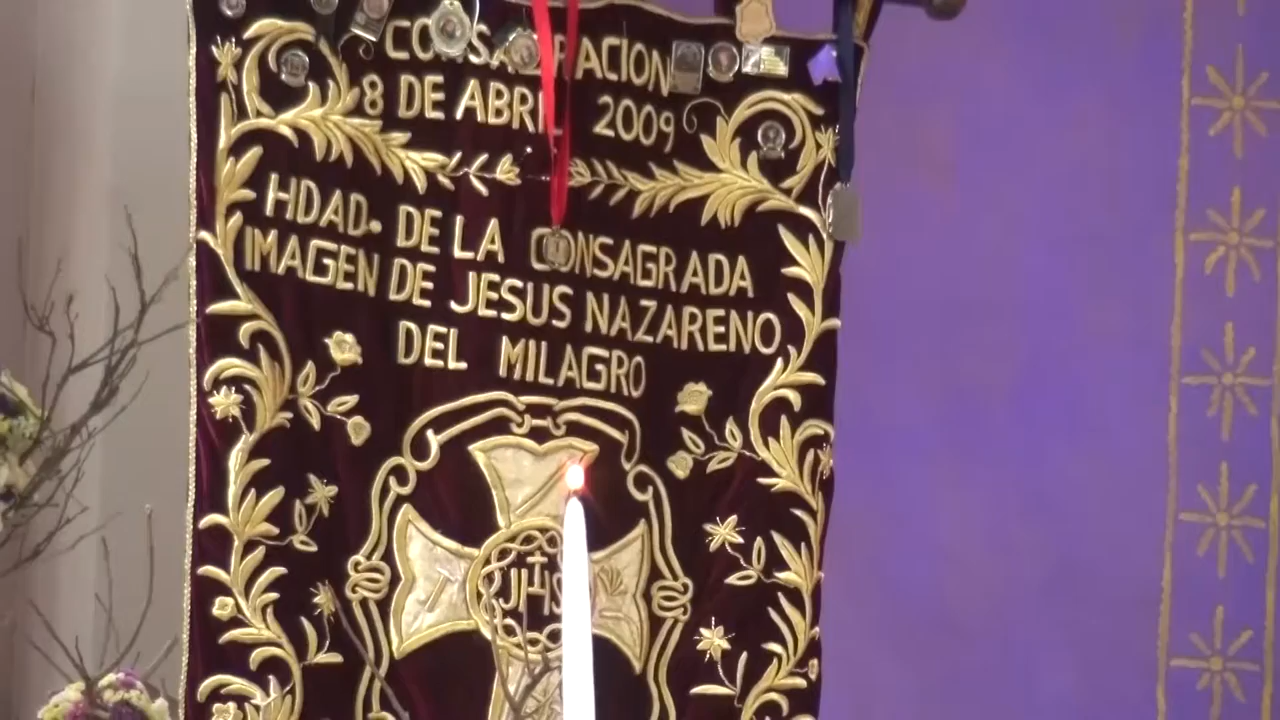 CONSAGRACION
8 DE ABRIL 2009
HDAD. DE LA CONSAGRADA
IMAGEN DE JESUS NAZARENO
DEL MILAGRO
JHS